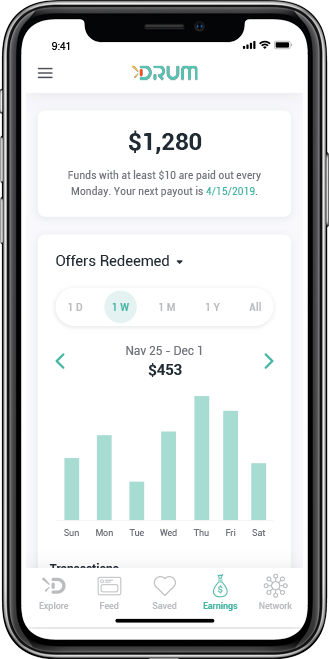 9:41
DRUM
$1,280
Funds with at least $10 are paid out every
Monday. Your next payout is 4/15/2019.
Offers Redeemed
1 D 1 W 1 M 1 Y All
Nav 25 - Dec 1
$453
Sun Mon Tue Wed Thu Fri Sat
Transactions
Explore Feed Saved Earnings Network